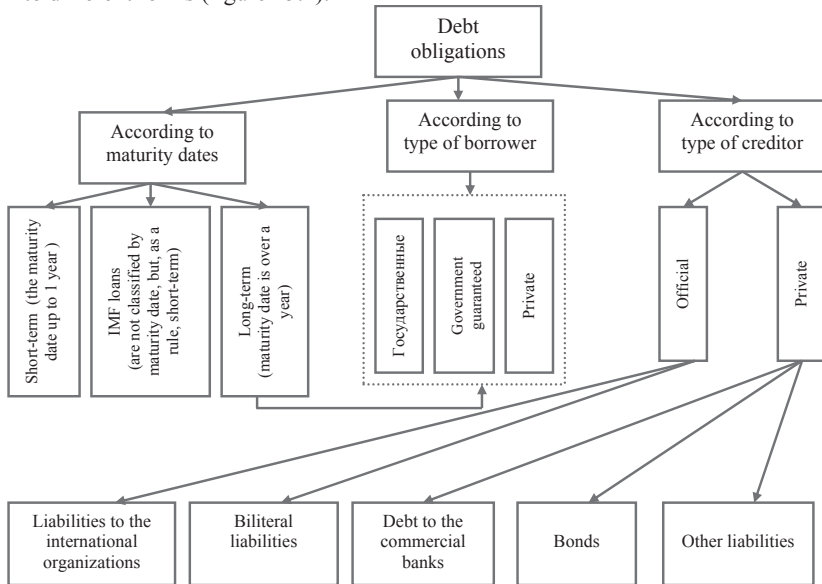 Debt
obligations
According to
maturity dates
According to
type of borrower
According to
type of creditor
Short-term (the maturity
date up to 1 year )
IMF loans
(are not classified by
maturity date, but, as a
rule, short-term)
Long-term
(maturity date is over a
year)
Государственные
Government
guaranteed
Private
Official
Private
Liabilities to the
international
organizations
Biliteral
liabilities
Debt to the
commercial
banks
Bonds
Other liabilities